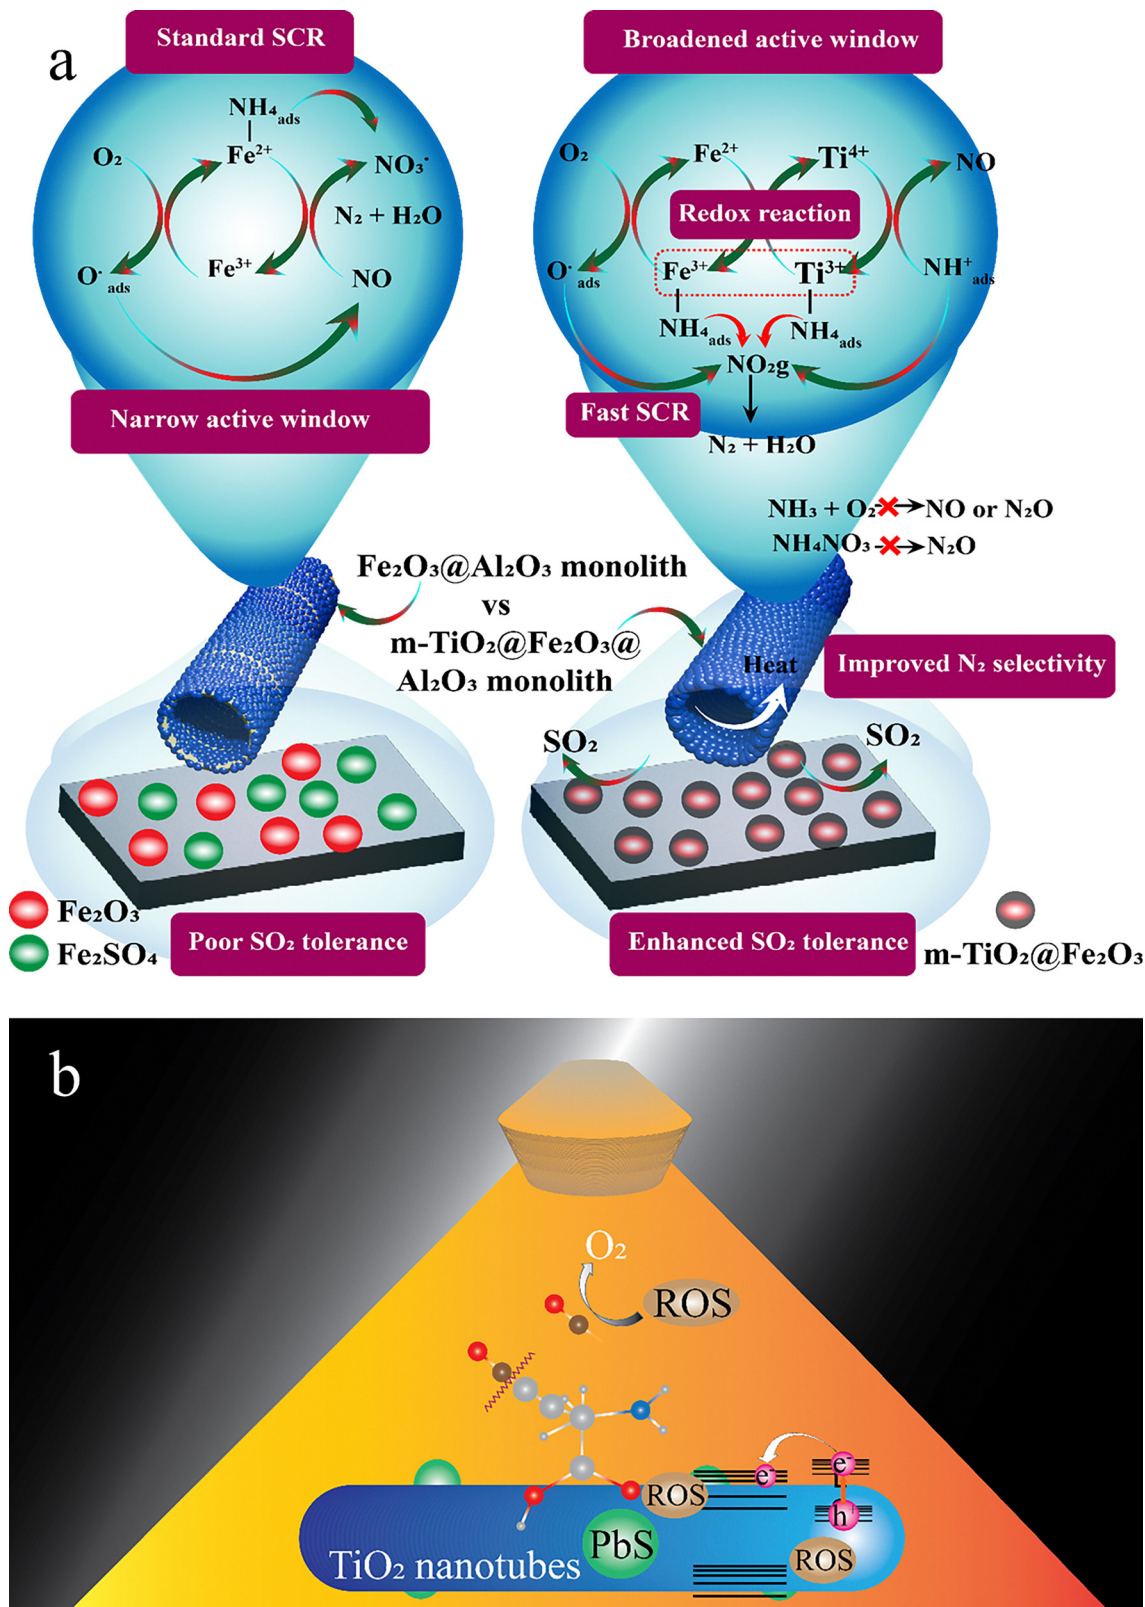 a
Standard SCR
NH₄ads
O₂
Fe²⁺
NO₃˙
N₂ + H₂O
O˙ads
Fe³⁺
NO
Narrow active window
Broadened active window
O₂
Fe²⁺
Ti⁴⁺
NO
Redox reaction
O˙ads
Fe³⁺
Ti³⁺
NH⁺ads
NH₄ads
NH₄ads
NO₂g
Fast SCR
N₂ + H₂O
NH₃ + O₂ → NO or N₂O
NH₄NO₃ → N₂O
Fe₂O₃@Al₂O₃ monolith
vs
m-TiO₂@Fe₂O₃@
Al₂O₃ monolith
Heat
Improved N₂ selectivity
SO₂
SO₂
Fe₂O₃
Fe₂SO₄
Poor SO₂ tolerance
Enhanced SO₂ tolerance
m-TiO₂@Fe₂O₃
b
O₂
ROS
e⁻
e⁻
ROS
h⁺
PbS
TiO₂ nanotubes
ROS